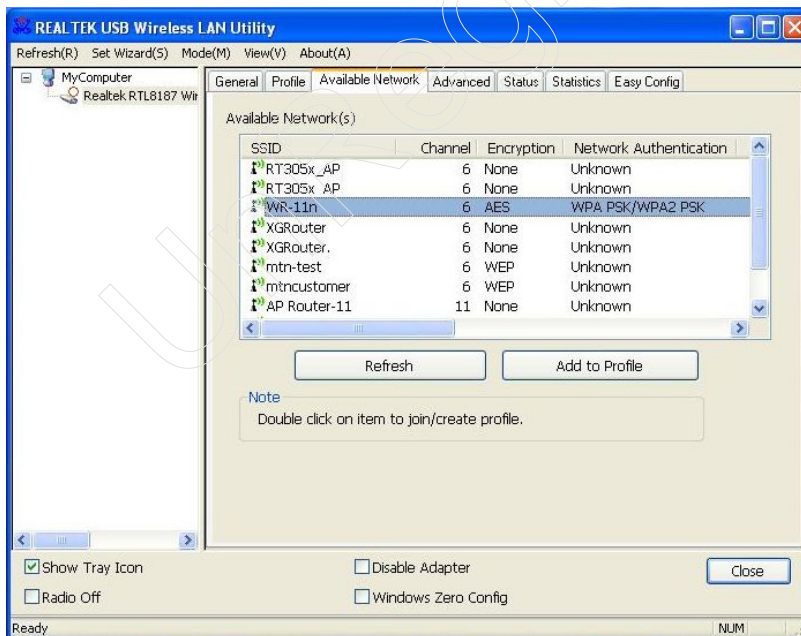 REALTEK USB Wireless LAN Utility
Refresh(R) Set Wizard(S) Mode(M) View(V) About(A)
MyComputer
Realtek RTL8187 Wir
General Profile Available Network Advanced Status Statistics Easy Config
Available Network(s)
SSID Channel Encryption Network Authentication
RT305x_AP 6 None Unknown
RT305x_AP 6 None Unknown
WR-11n 6 AES WPA PSK/WPA2 PSK
XGRouter 6 None Unknown
XGRouter. 6 None Unknown
mtn-test 6 WEP Unknown
mtncustomer 6 WEP Unknown
AP Router-11 11 None Unknown
Refresh Add to Profile
Note
Double click on item to join/create profile.
Show Tray Icon Disable Adapter Close
Radio Off Windows Zero Config
Ready NUM